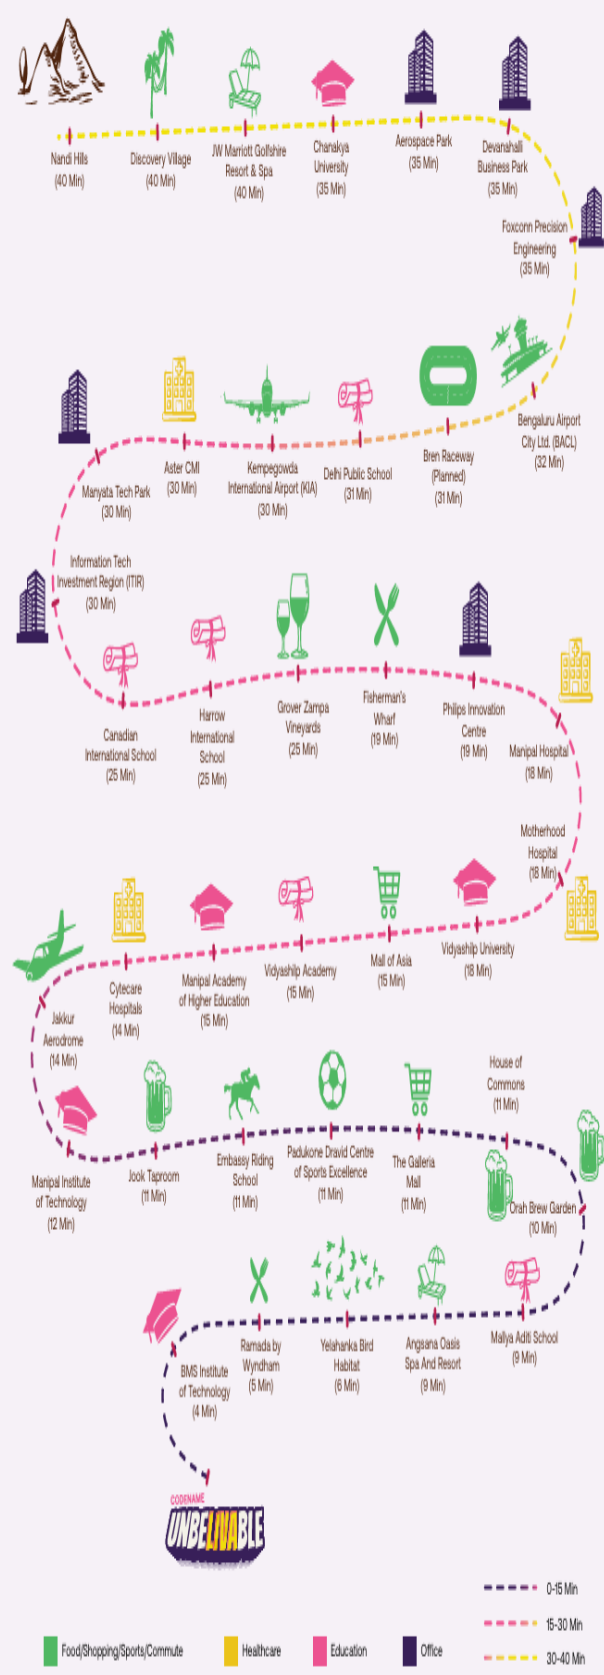 Nandi Hills
(40 Min)
Discovery Village
(40 Min)
JW Marriott Golfshire
Resort & Spa
(40 Min)
Chanakya
University
(35 Min)
Aerospace Park
(35 Min)
Devanahalli
Business Park
(35 Min)
Foxconn Precision
Engineering
(35 Min)
Bengaluru Airport
City Ltd. (BACL)
(32 Min)
Bren Raceway
(Planned)
(31 Min)
Delhi Public School
(31 Min)
Kempegowda
International Airport (KIA)
(30 Min)
Aster CMI
(30 Min)
Manyata Tech Park
(30 Min)
Information Tech
Investment Region (ITIR)
(30 Min)
Canadian
International School
(25 Min)
Harrow
International
School
(25 Min)
Grover Zampa
Vineyards
(25 Min)
Fisherman's
Wharf
(19 Min)
Philips Innovation
Centre
(19 Min)
Manipal Hospital
(18 Min)
Motherhood
Hospital
(18 Min)
Vidyashilp University
(18 Min)
Mall of Asia
(15 Min)
Vidyashilp Academy
(15 Min)
Manipal Academy
of Higher Education
(15 Min)
Cytecare
Hospitals
(14 Min)
Jakkur
Aerodrome
(14 Min)
Manipal Institute
of Technology
(12 Min)
Jook Taproom
(11 Min)
Embassy Riding
School
(11 Min)
Padukone Dravid Centre
of Sports Excellence
(11 Min)
The Galleria
Mall
(11 Min)
House of
Commons
(11 Min)
Orah Brew Garden
(10 Min)
Mallya Aditi School
(9 Min)
Angsana Oasis
Spa And Resort
(9 Min)
Yelahanka Bird
Habitat
(6 Min)
Ramada by
Wyndham
(5 Min)
BMS Institute
of Technology
(4 Min)
CODENAME
UNBELIVABLE
0-15 Min
15-30 Min
30-40 Min
Food/Shopping/Sports/Commute
Healthcare
Education
Office